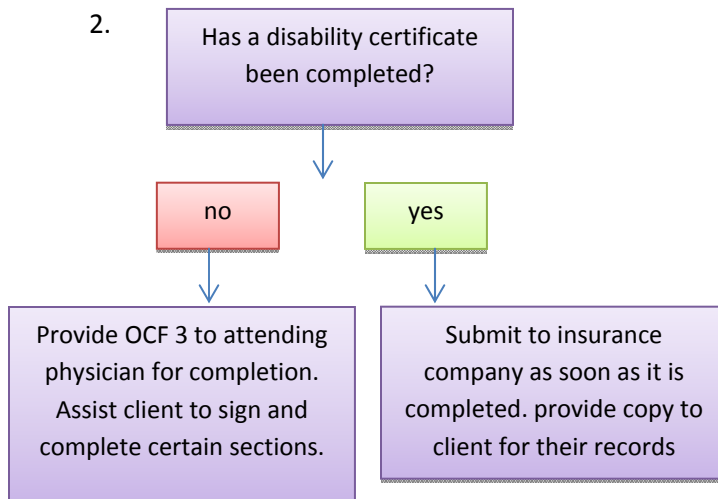 2.
Has a disability certificate
been completed?
no
yes
Provide OCF 3 to attending
physician for completion.
Assist client to sign and
complete certain sections.
Submit to insurance
company as soon as it is
completed. provide copy to
client for their records